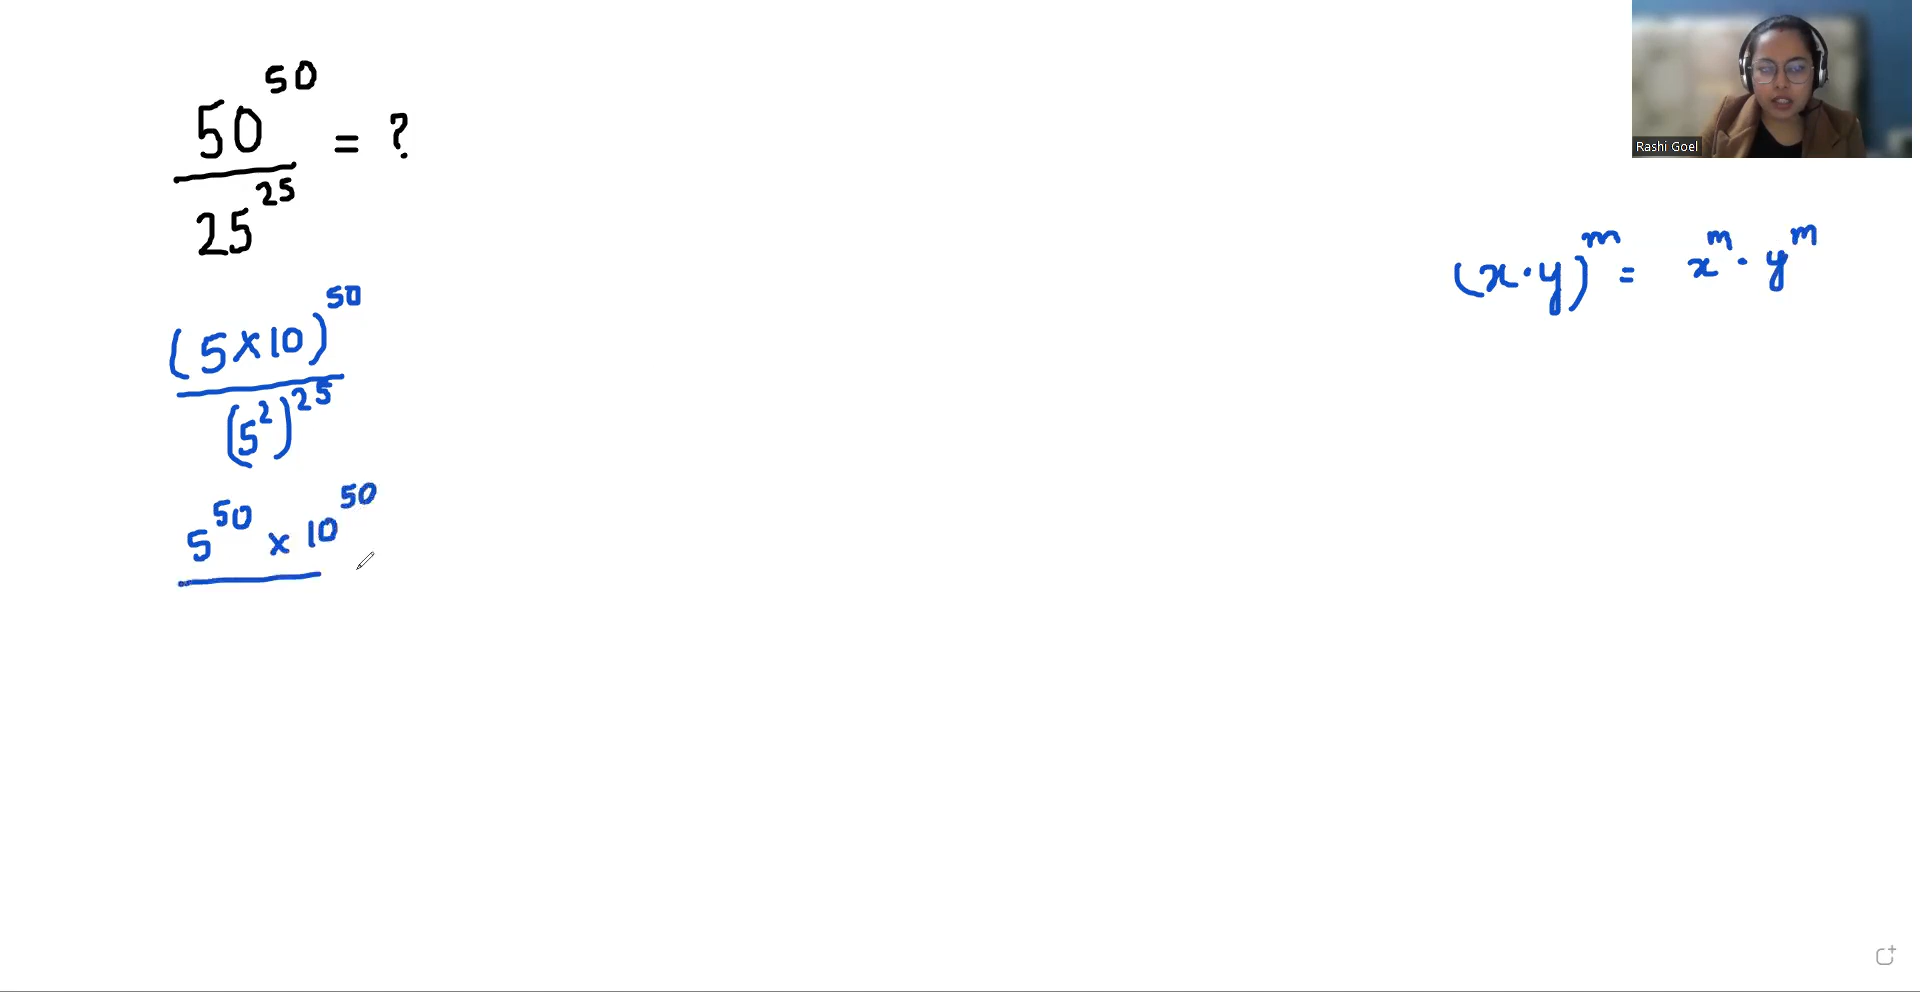 50^50 / 25^25 = ?
Rashi Goel
(x·y)^m = x^m · y^m
(5×10)^50 / (5^2)^25
5^50 × 10^50